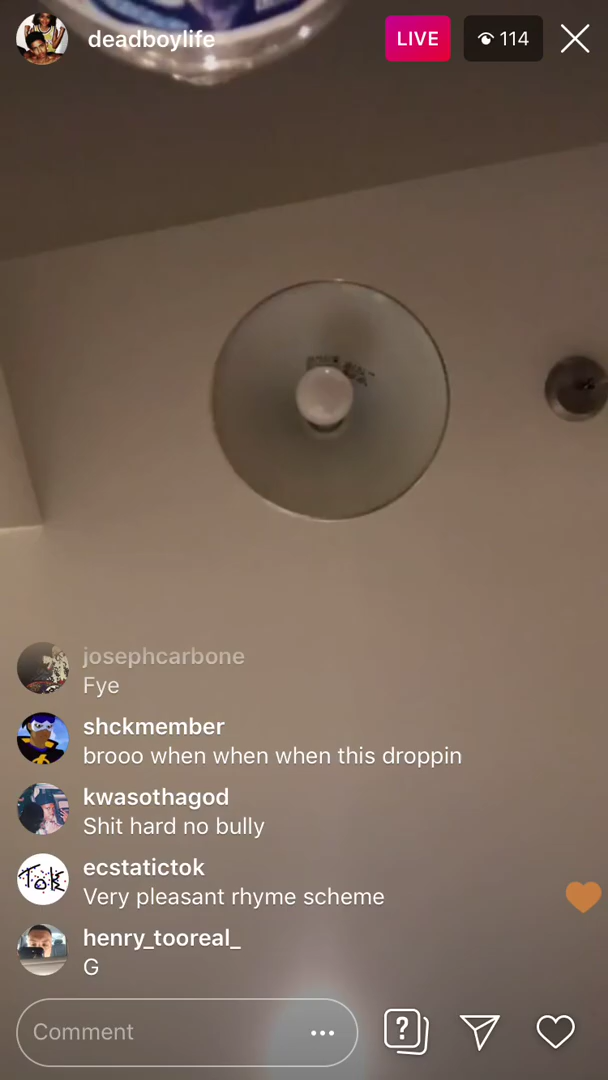 deadboylife
LIVE
114
josephcarbone
Fye
shckmember
brooo when when when this droppin
kwasothagod
Shit hard no bully
ecstatictok
Very pleasant rhyme scheme
henry_tooreal_
G
Comment